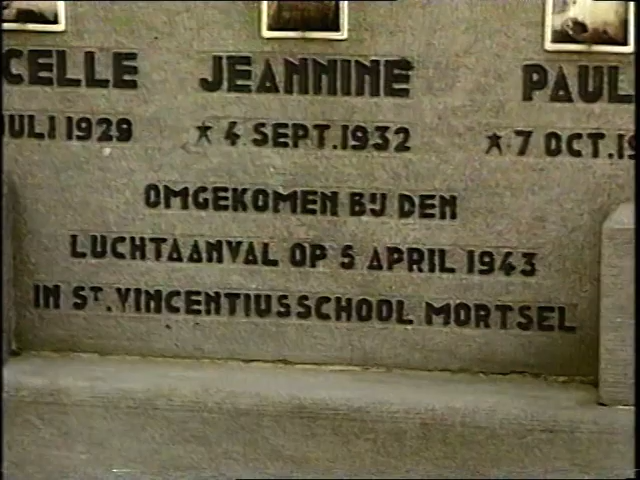 CELLE JEANNINE PAUL
ULI 1929 * 4 SEPT. 1932 * 7 OCT. 19
OMGEKOMEN BIJ DEN
LUCHTAANVAL OP 5 APRIL 1943
IN ST. VINCENTIUSSCHOOL MORTSEL